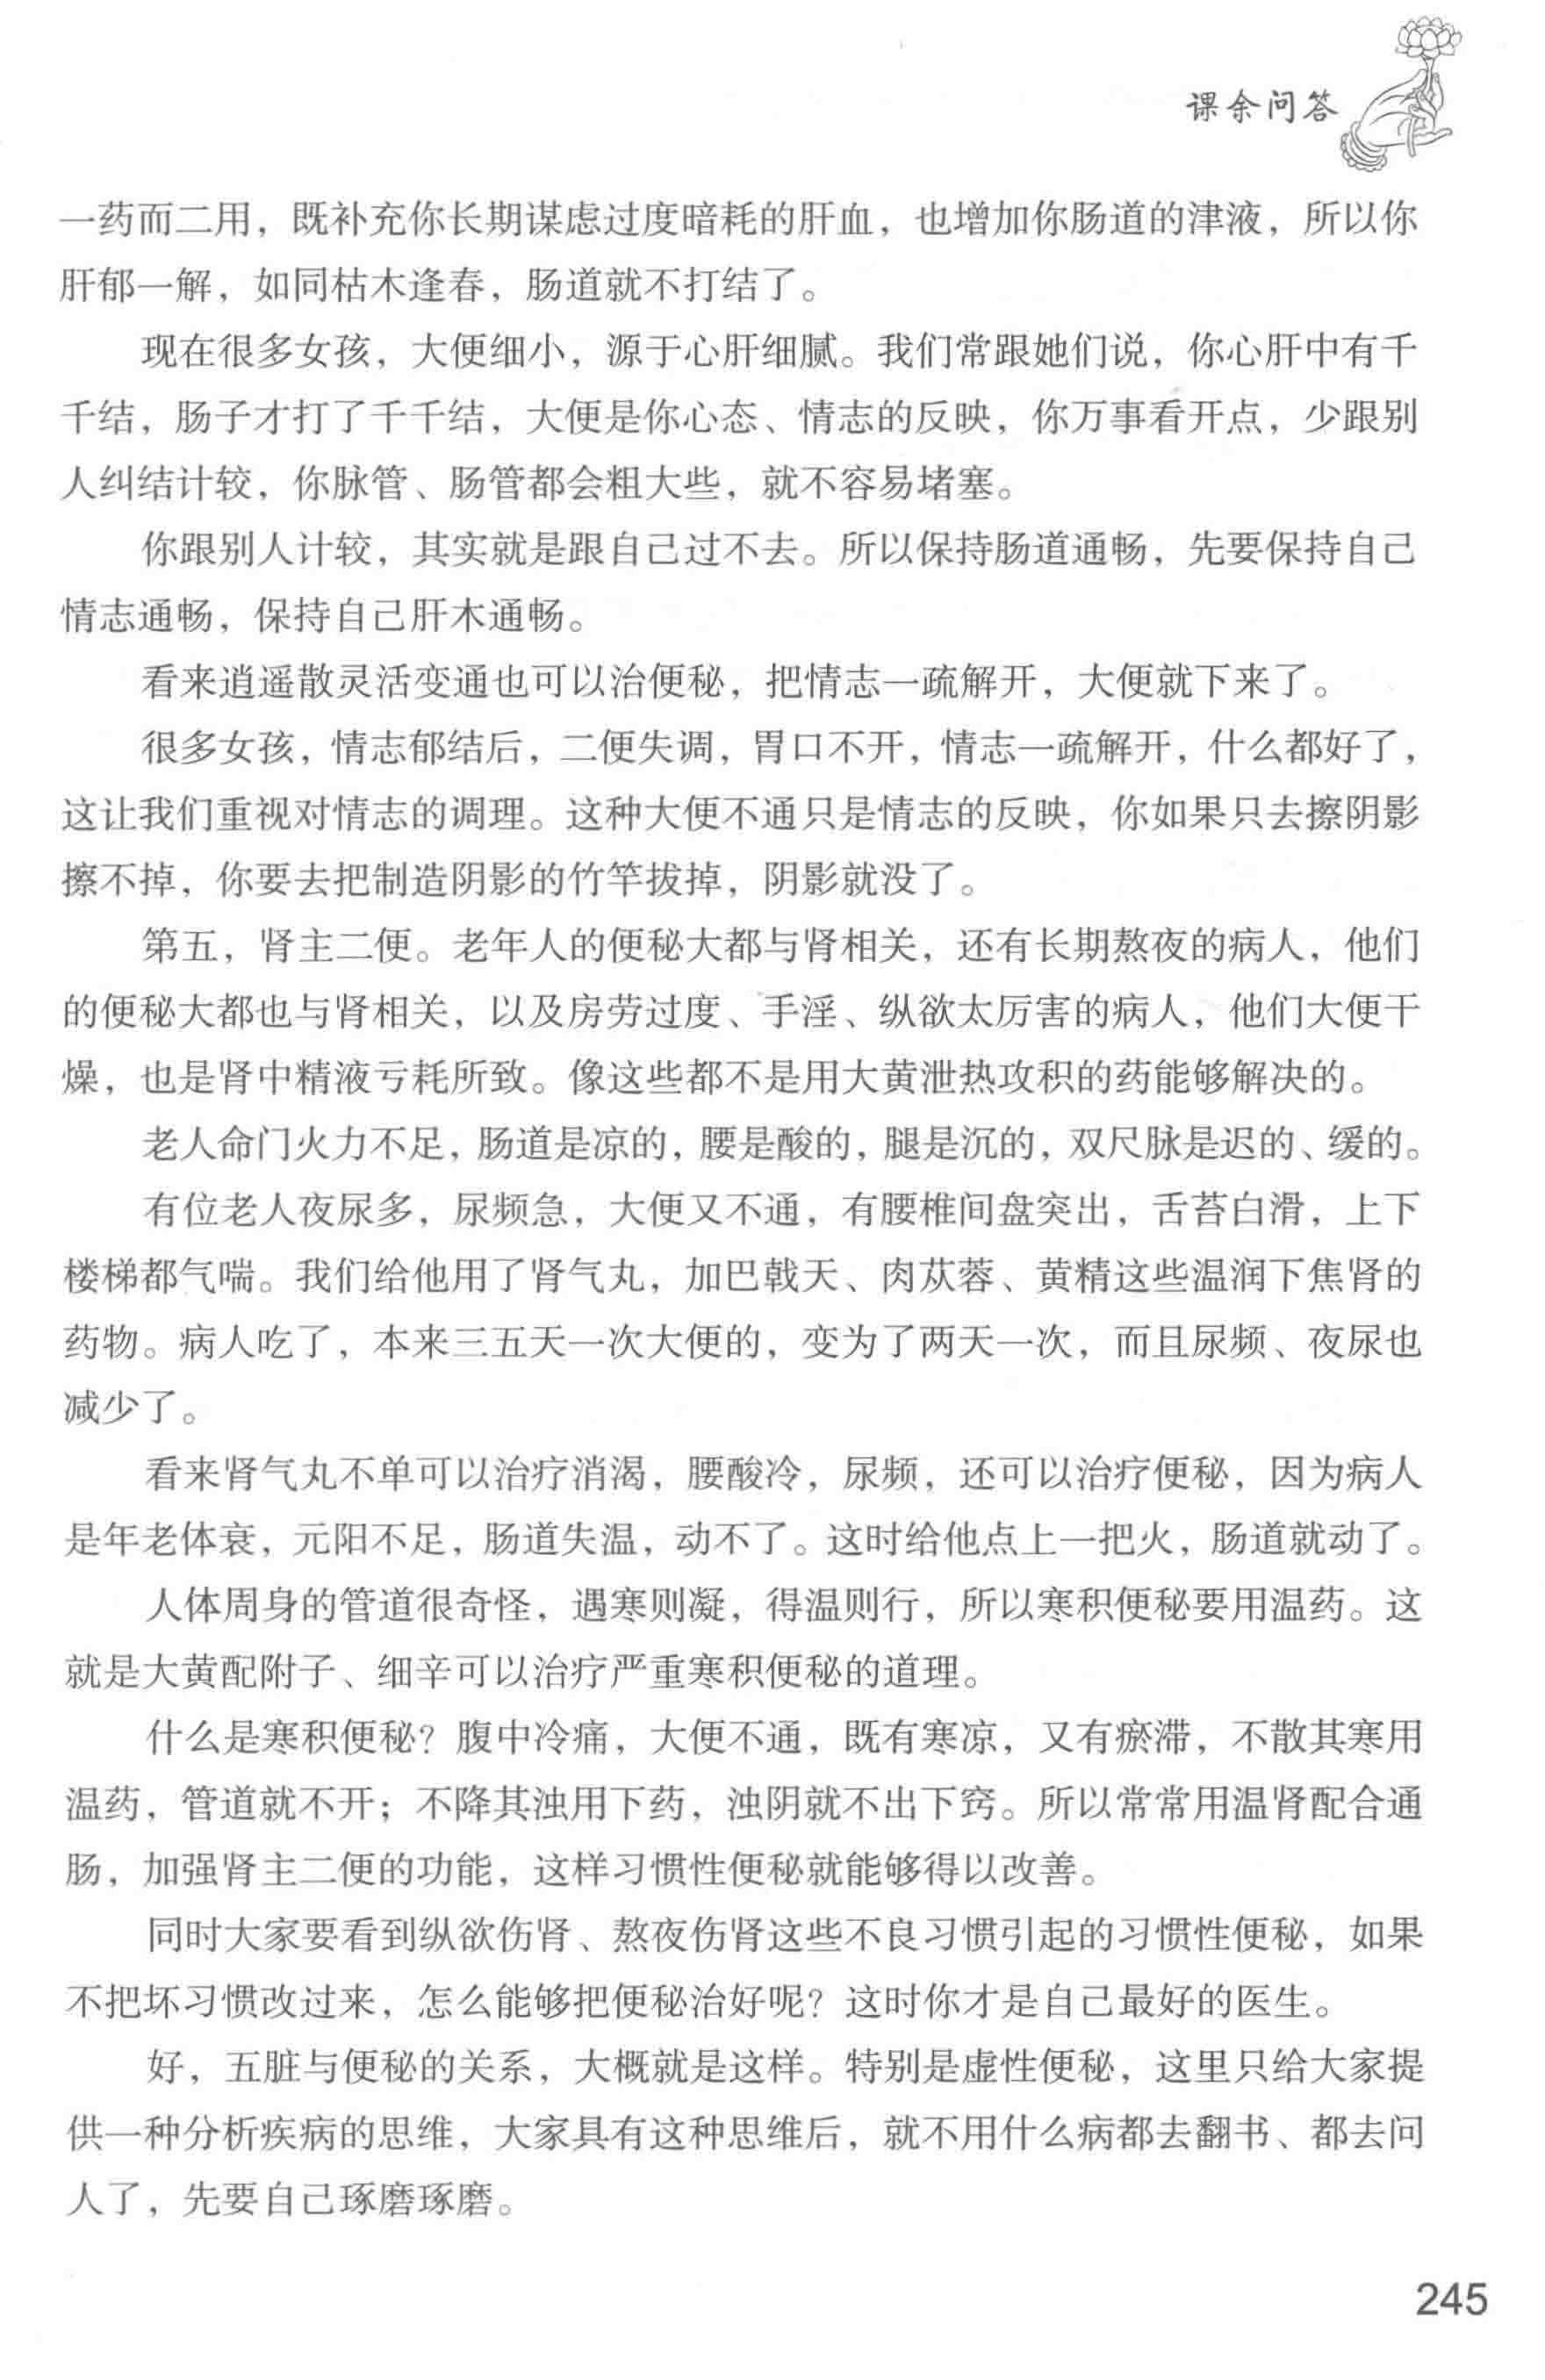 课余问答
一药而二用，既补充你长期谋虑过度暗耗的肝血，也增加你肠道的津液，所以你
肝郁一解，如同枯木逢春，肠道就不打结了。
现在很多女孩，大便细小，源于心肝细腻。我们常跟她们说，你心肝中有千
千结，肠子才打了千千结，大便是你心态、情志的反映，你万事看开点，少跟别
人纠结计较，你脉管、肠管都会粗大些，就不容易堵塞。
你跟别人计较，其实就是跟自己过不去。所以保持肠道通畅，先要保持自己
情志通畅，保持自己肝木通畅。
看来逍遥散灵活变通也可以治便秘，把情志一疏解开，大便就下来了。
很多女孩，情志郁结后，二便失调，胃口不开，情志一疏解开，什么都好了，
这让我们重视对情志的调理。这种大便不通只是情志的反映，你如果只去擦阴影
擦不掉，你要去把制造阴影的竹竿拔掉，阴影就没了。
第五，肾主二便。老年人的便秘大都与肾相关，还有长期熬夜的病人，他们
的便秘大都也与肾相关，以及房劳过度、手淫、纵欲太厉害的病人，他们大便干
燥，也是肾中精液亏耗所致。像这些都不是用大黄泄热攻积的药能够解决的。
老人命门火力不足，肠道是凉的，腰是酸的，腿是沉的，双尺脉是迟的、缓的。
有位老人夜尿多，尿频急，大便又不通，有腰椎间盘突出，舌苔白滑，上下
楼梯都气喘。我们给他用了肾气丸，加巴戟天、肉苁蓉、黄精这些温润下焦肾的
药物。病人吃了，本来三五天一次大便的，变为了两天一次，而且尿频、夜尿也
减少了。
看来肾气丸不单可以治疗消渴，腰酸冷，尿频，还可以治疗便秘，因为病人
是年老体衰，元阳不足，肠道失温，动不了。这时给他点上一把火，肠道就动了。
人体周身的管道很奇怪，遇寒则凝，得温则行，所以寒积便秘要用温药。这
就是大黄配附子、细辛可以治疗严重寒积便秘的道理。
什么是寒积便秘？腹中冷痛，大便不通，既有寒凉，又有瘀滞，不散其寒用
温药，管道就不开；不降其浊用下药，浊阴就不出下窍。所以常常用温肾配合通
肠，加强肾主二便的功能，这样习惯性便秘就能够得以改善。
同时大家要看到纵欲伤肾、熬夜伤肾这些不良习惯引起的习惯性便秘，如果
不把坏习惯改过来，怎么能够把便秘治好呢？这时你才是自己最好的医生。
好，五脏与便秘的关系，大概就是这样。特别是虚性便秘，这里只给大家提
供一种分析疾病的思维，大家具有这种思维后，就不用什么病都去翻书、都去问
人了，先要自己琢磨琢磨。
245